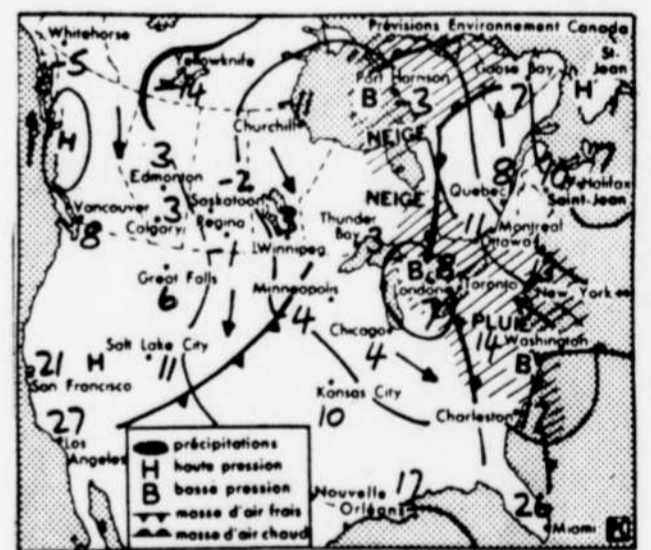 Prévisions Environnement Canada
Whitehorse
-5
Yellowknife
-14
Port Harrison
B
-3
Goose Bay
7
St-
Jean
H
Churchill
-11
NEIGE
H
3
Edmonton
-2
Saskatoon
NEIGE
Quebec
8
Halifax
Saint-Jean
Vancouver
8
3
Calgary
Regina
3
Winnipeg
Thunder
Bay
3
11
Montreal
Ottawa
Great Falls
6
Minneapolis
4
B
8
London
Toronto
New York
Chicago
4
PLUIE
14
Washington
B
Salt Lake City
11
21
H
San Francisco
Kansas City
10
Charleston
27
Los
Angeles
précipitations
H haute pression
B basse pression
masse d'air frais
masse d'air chaud
17
Nouvelle
Orléans
26
Miami